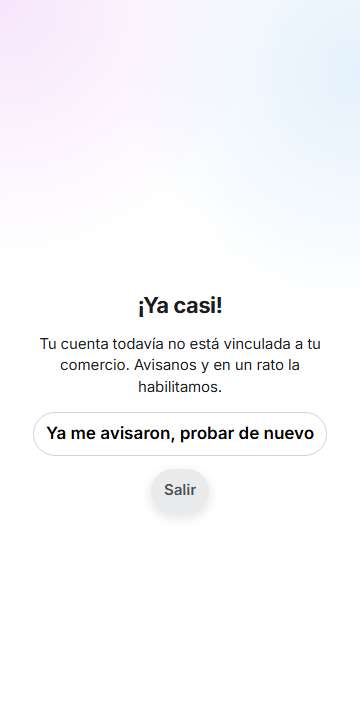 ¡Ya casi!
Tu cuenta todavía no está vinculada a tu
comercio. Avisanos y en un rato la
habilitamos.
Ya me avisaron, probar de nuevo
Salir